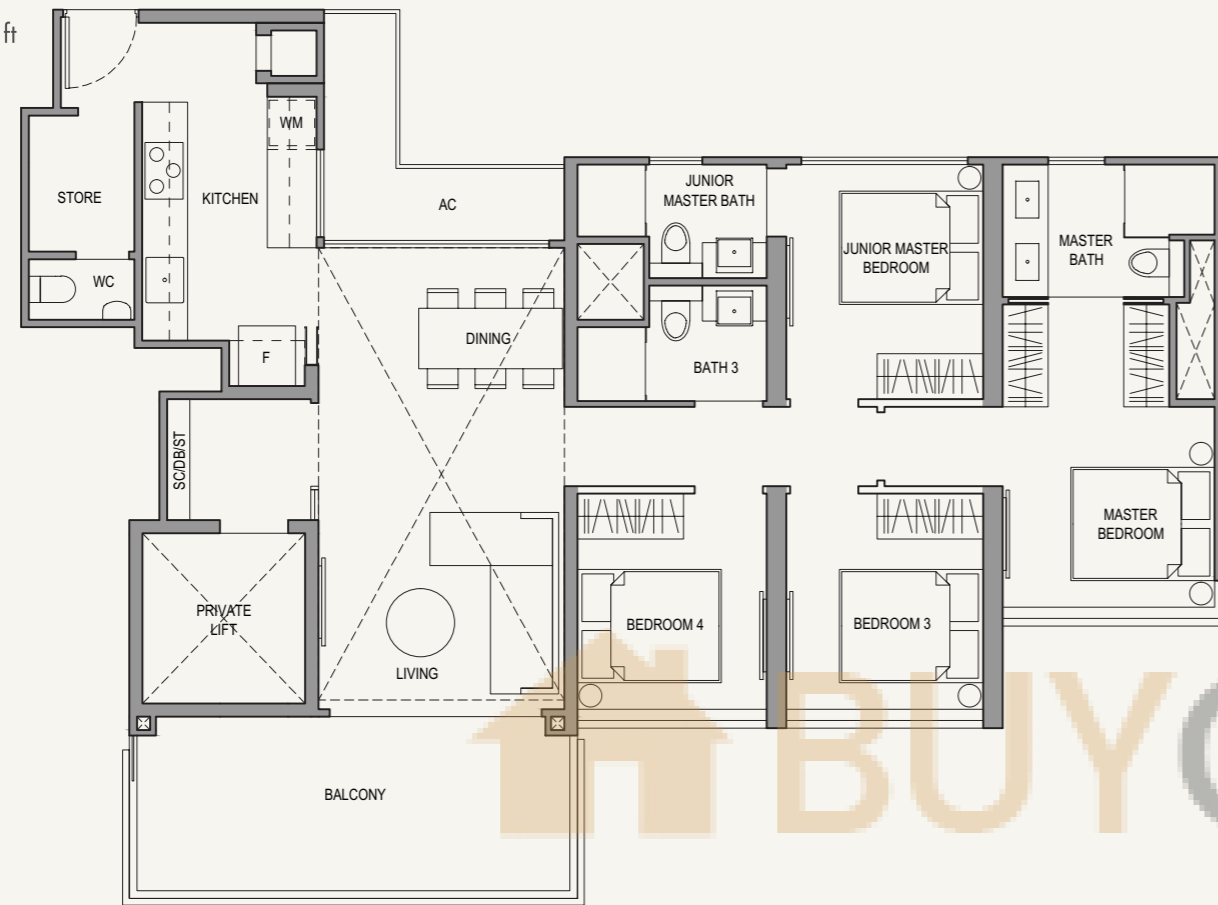 ft
WM
STORE
KITCHEN
AC
WC
F
DINING
JUNIOR
MASTER BATH
JUNIOR MASTER
BEDROOM
MASTER
BATH
BATH 3
SC/DB/ST
PRIVATE
LIFT
LIVING
BEDROOM 4
BEDROOM 3
MASTER
BEDROOM
BALCONY
BUY